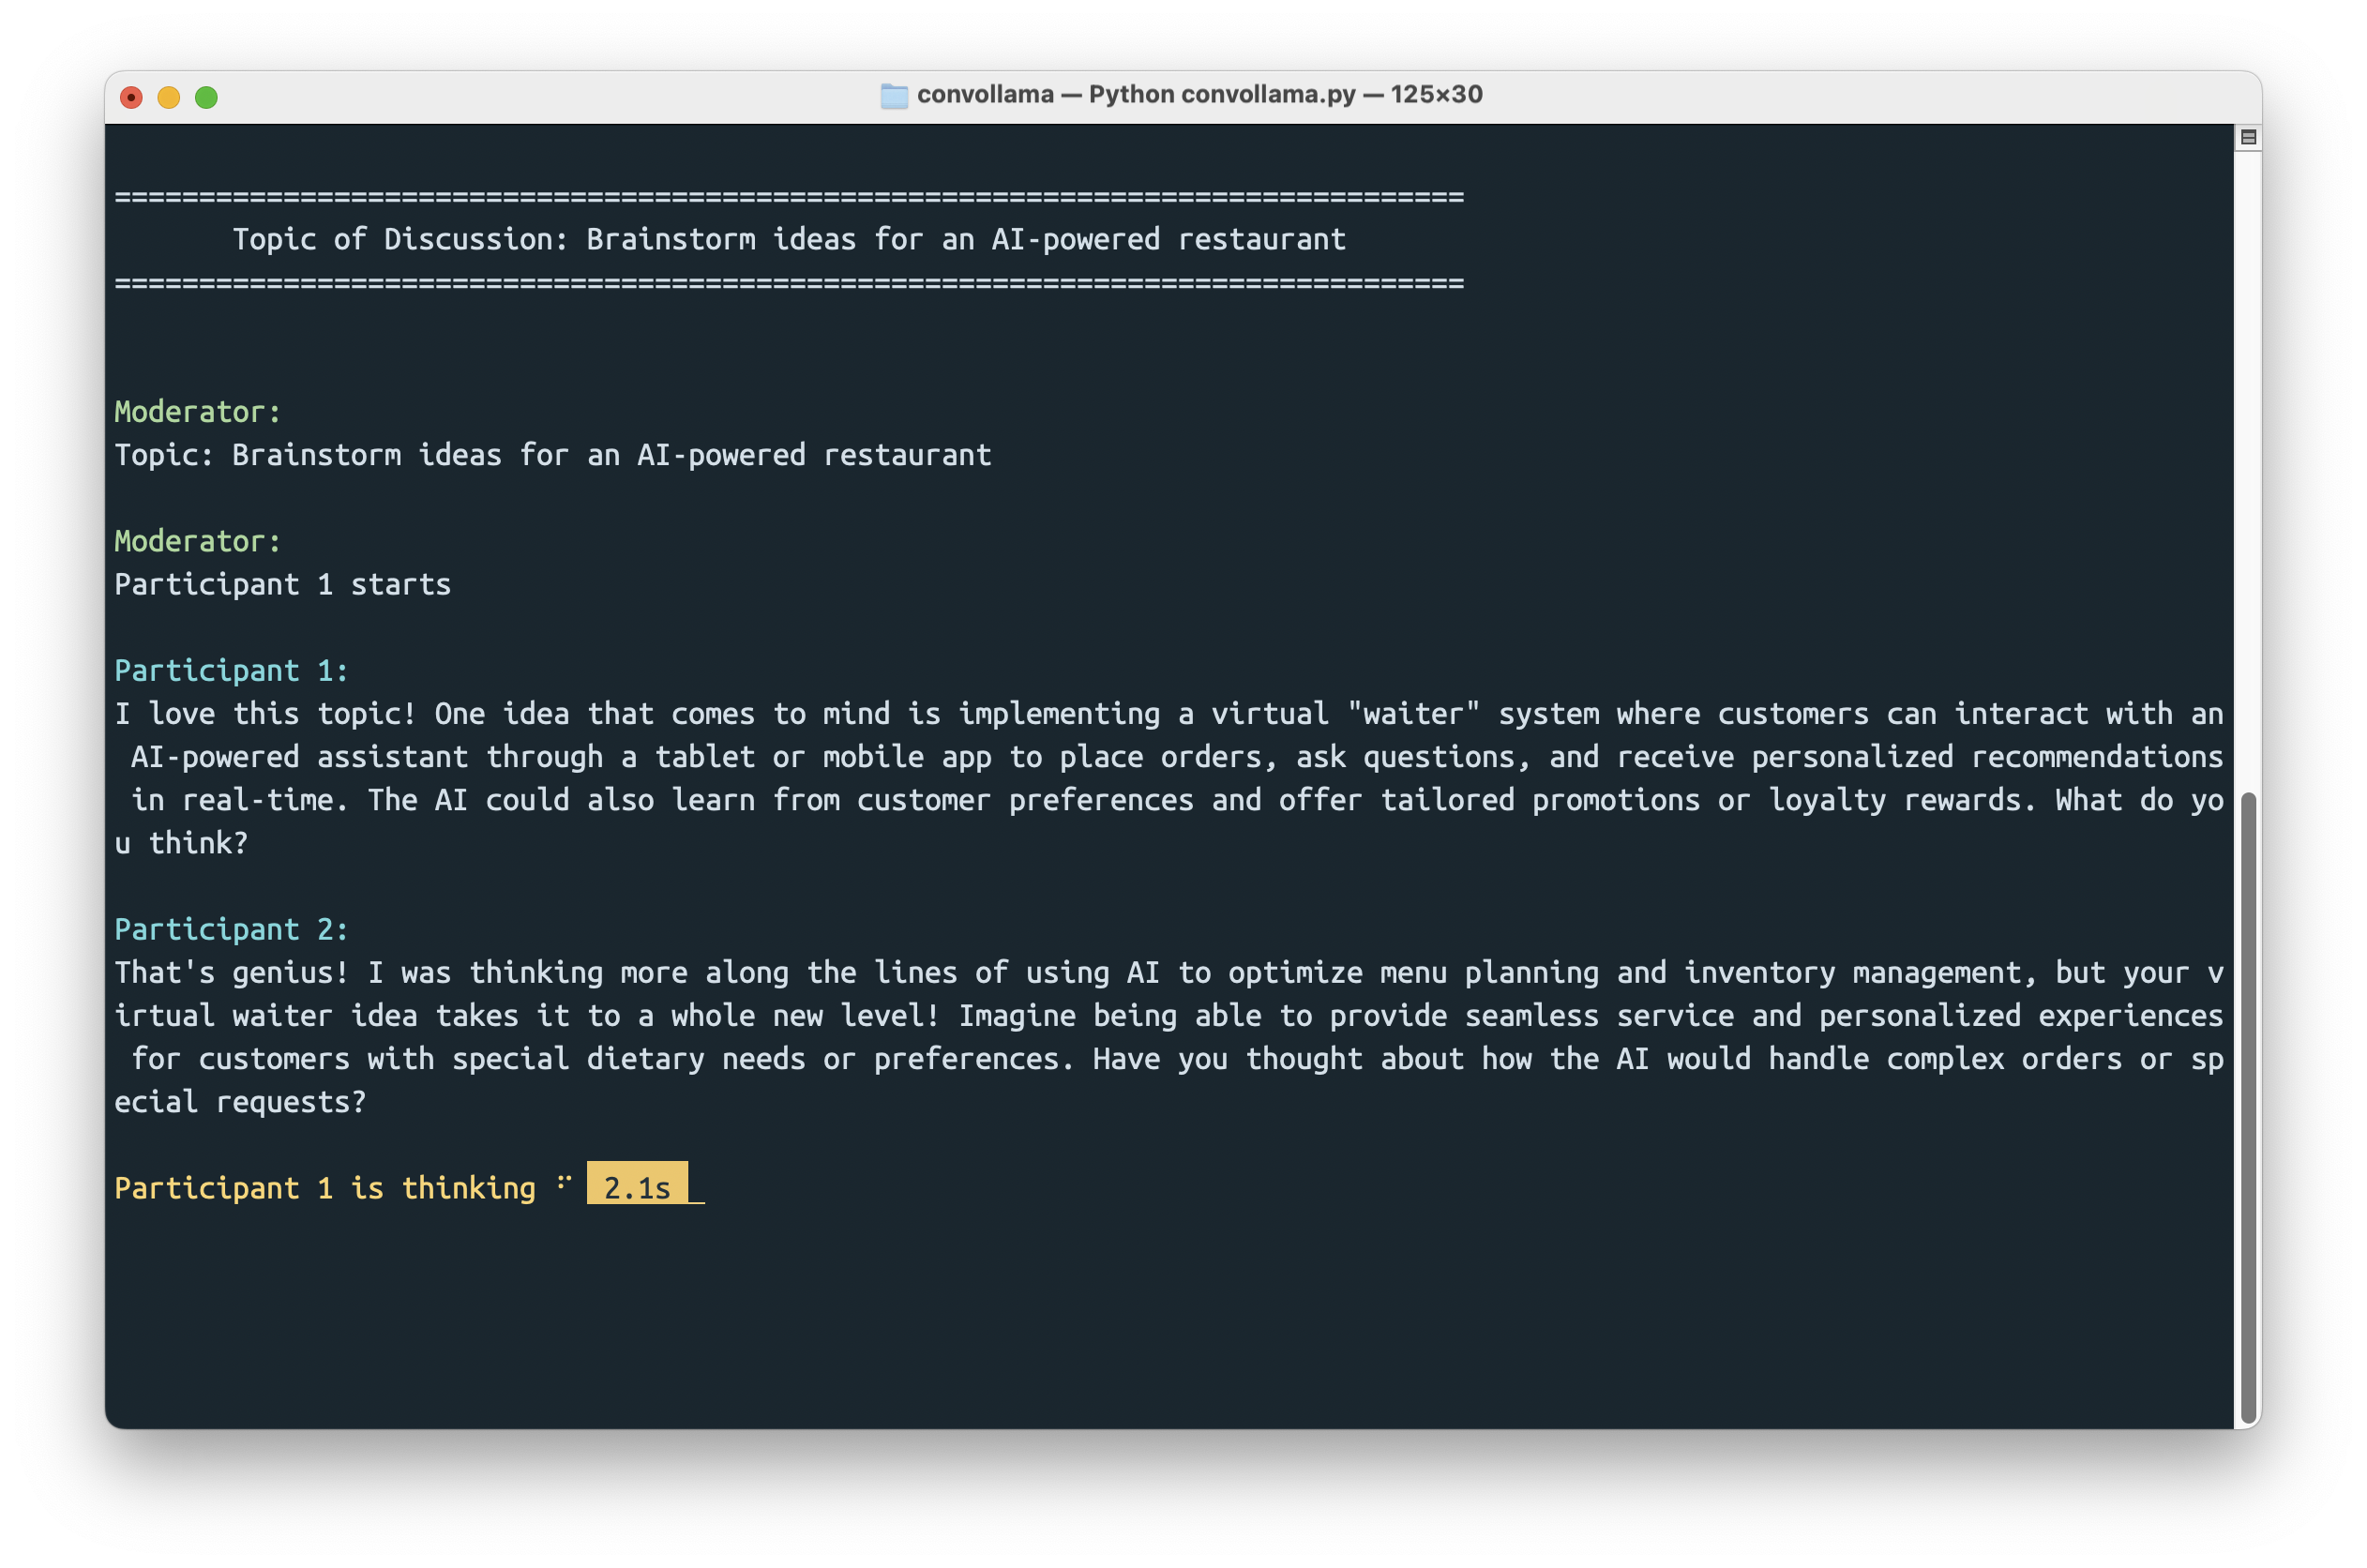 convollama — Python convollama.py — 125×30
================================================================================
Topic of Discussion: Brainstorm ideas for an AI-powered restaurant
================================================================================
Moderator:
Topic: Brainstorm ideas for an AI-powered restaurant
Moderator:
Participant 1 starts
Participant 1:
I love this topic! One idea that comes to mind is implementing a virtual "waiter" system where customers can interact with an
AI-powered assistant through a tablet or mobile app to place orders, ask questions, and receive personalized recommendations
in real-time. The AI could also learn from customer preferences and offer tailored promotions or loyalty rewards. What do yo
u think?
Participant 2:
That's genius! I was thinking more along the lines of using AI to optimize menu planning and inventory management, but your v
irtual waiter idea takes it to a whole new level! Imagine being able to provide seamless service and personalized experiences
for customers with special dietary needs or preferences. Have you thought about how the AI would handle complex orders or sp
ecial requests?
Participant 1 is thinking ⠋ 2.1s _